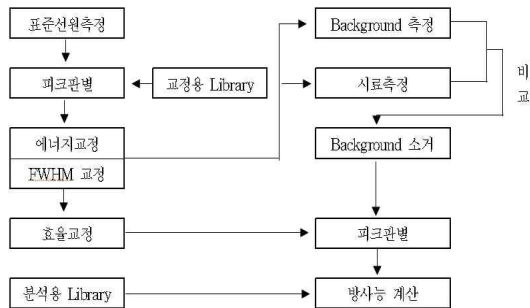 표준선원측정
Background 측정
피크판별
교정용 Library
시료측정
비
교
에너지교정
FWHM 교정
Background 소거
효율교정
피크판별
분석용 Library
방사능 계산